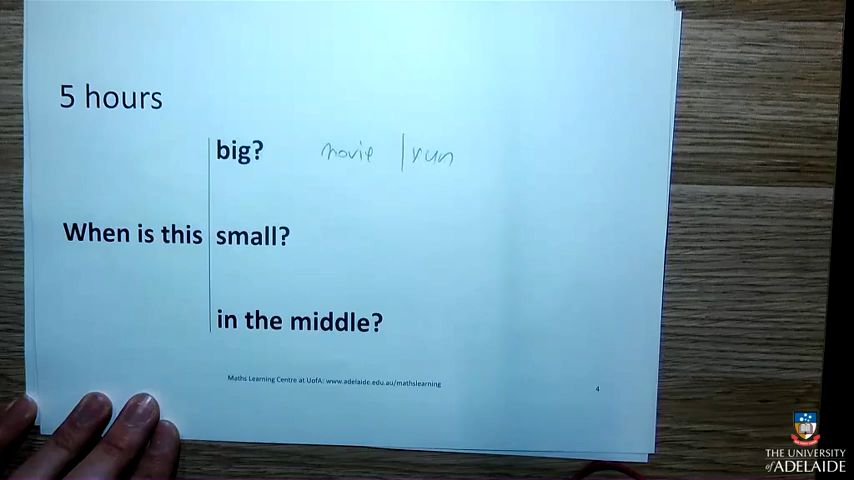 5 hours
big? movie | run
When is this small?
in the middle?
Maths Learning Centre at UofA: www.adelaide.edu.au/mathslearning
4
THE UNIVERSITY
of ADELAIDE